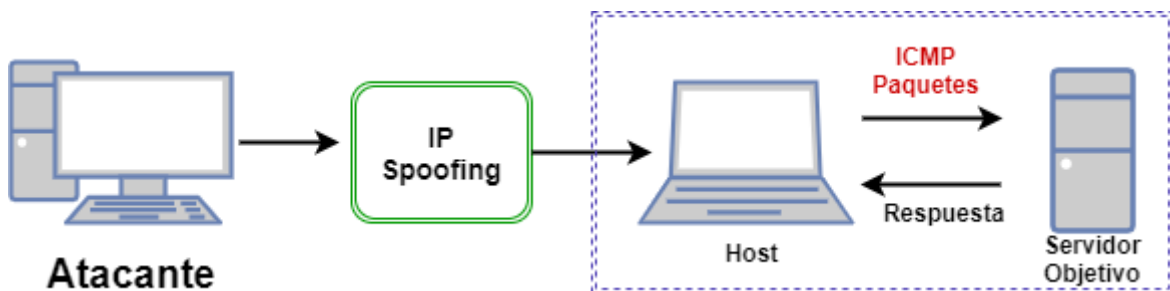 Atacante
IP
Spoofing
Host
ICMP
Paquetes
Respuesta
Servidor
Objetivo